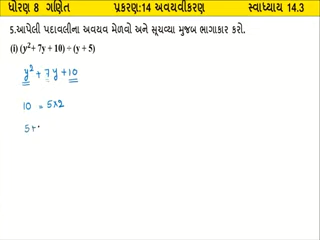 ધોરણ 8 ગણિત પ્રકરણ:14 અવયવીકરણ સ્વાધ્યાય 14.3
5.આપેલી પદાવલીના અવયવ મેળવો અને સૂચવ્યા મુજબ ભાગાકાર કરો.
(i) (y²+ 7y + 10) ÷ (y + 5)
y² + 7y + 10
10 = 5×2
5+